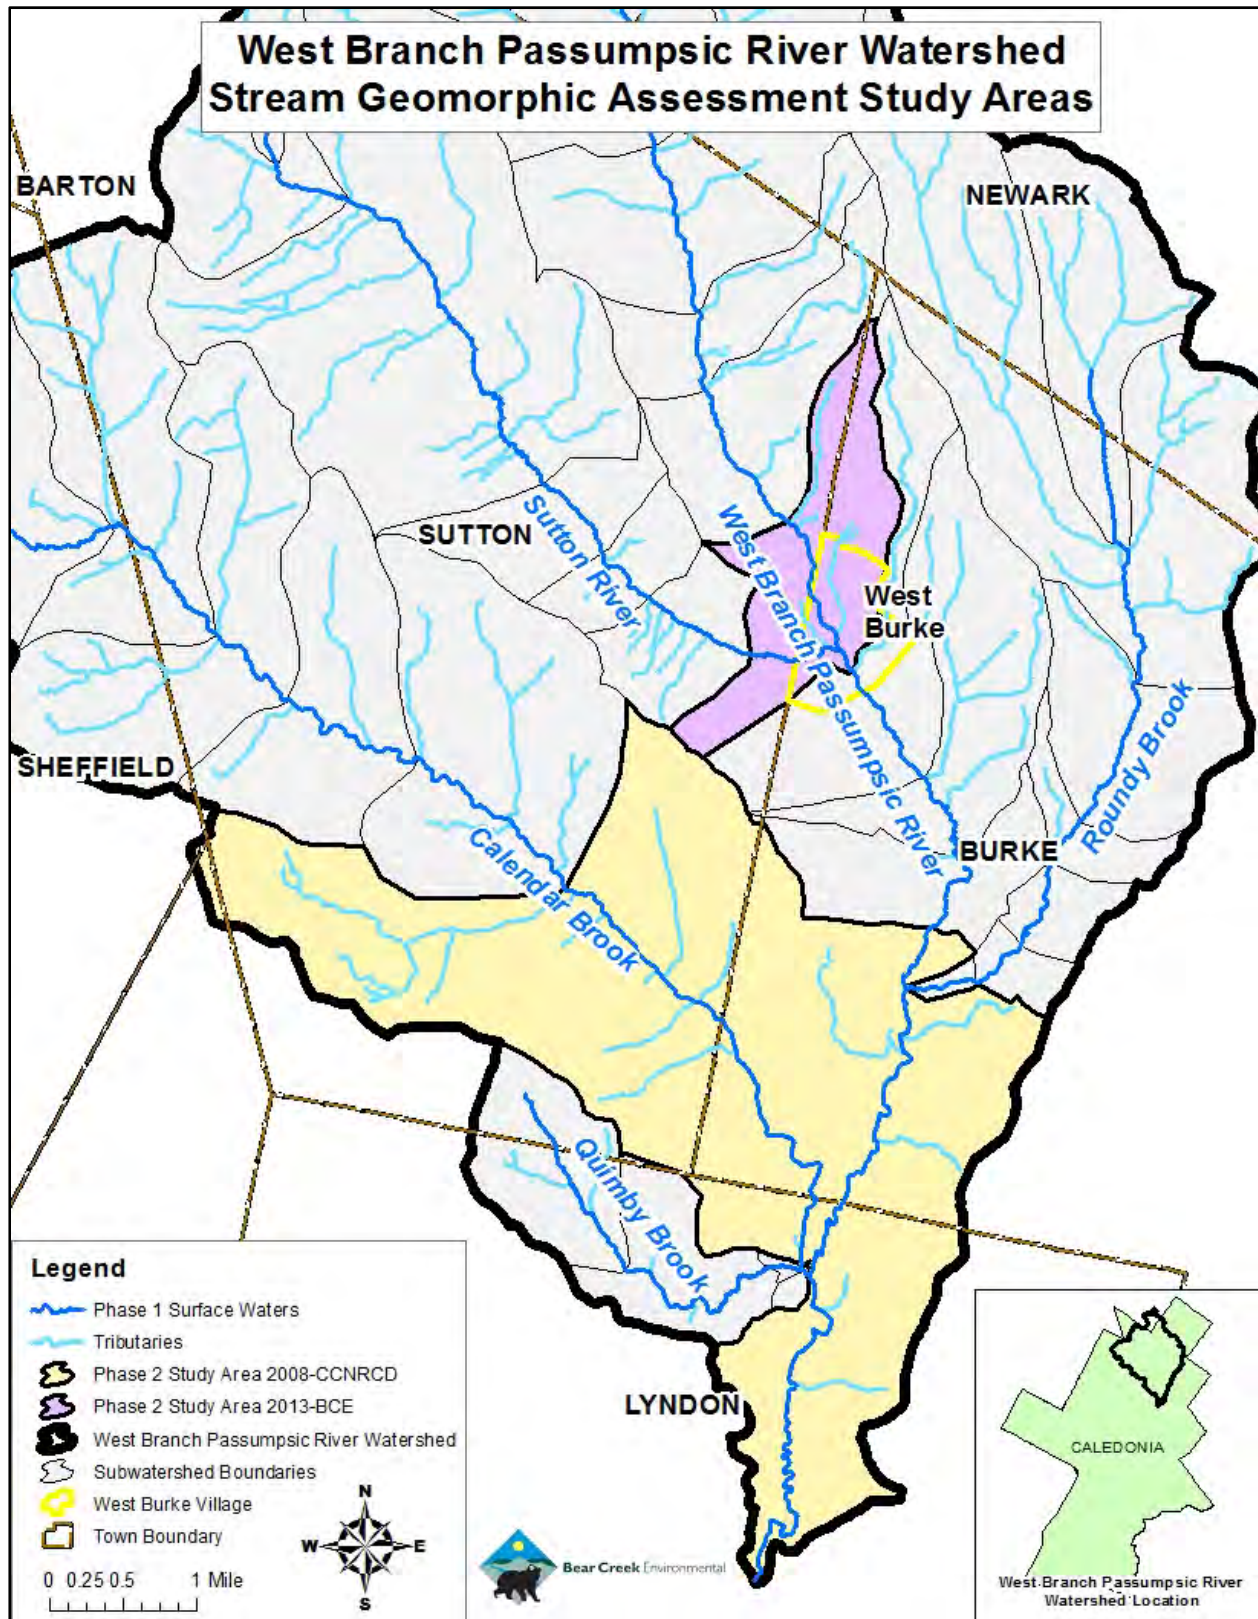 West Branch Passumpsic River Watershed
Stream Geomorphic Assessment Study Areas
BARTON
NEWARK
SUTTON
Sutton River
West Branch Passumpsic River
West
Burke
SHEFFIELD
Calendar Brook
BURKE
Roundy Brook
Quimby Brook
LYNDON
Legend
Phase 1 Surface Waters
Tributaries
Phase 2 Study Area 2008-CCNRCD
Phase 2 Study Area 2013-BCE
West Branch Passumpsic River Watershed
Subwatershed Boundaries
West Burke Village
Town Boundary
0 0.25 0.5 1 Mile
N
W E
S
Bear Creek Environmental
CALEDONIA
West Branch Passumpsic River
Watershed Location